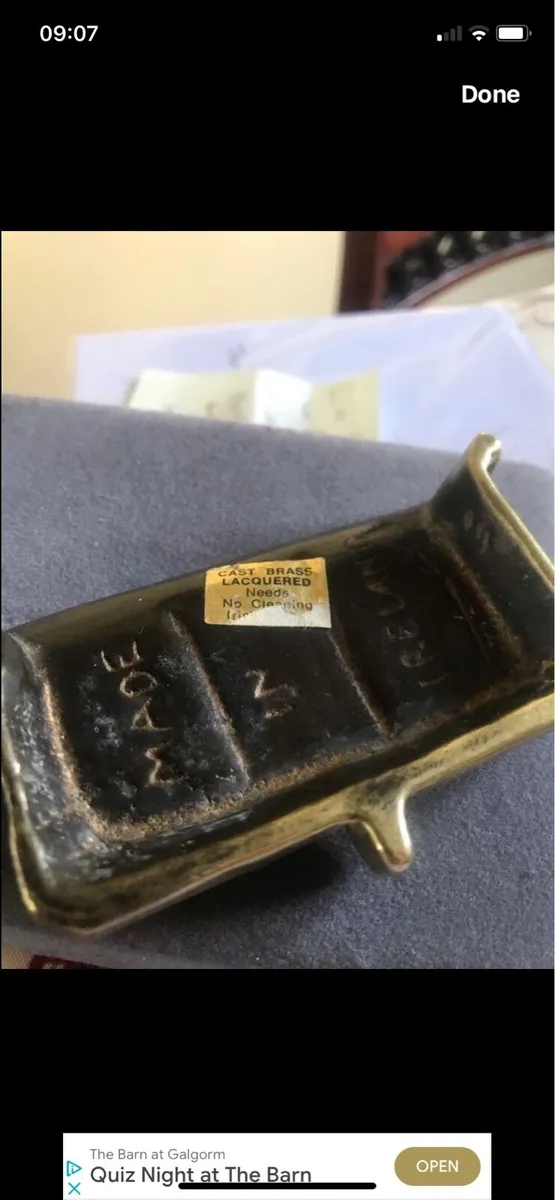 09:07
Done
CAST BRASS
LACQUERED
Needs
No Cleaning
MADE
IN
The Barn at Galgorm
Quiz Night at The Barn
OPEN